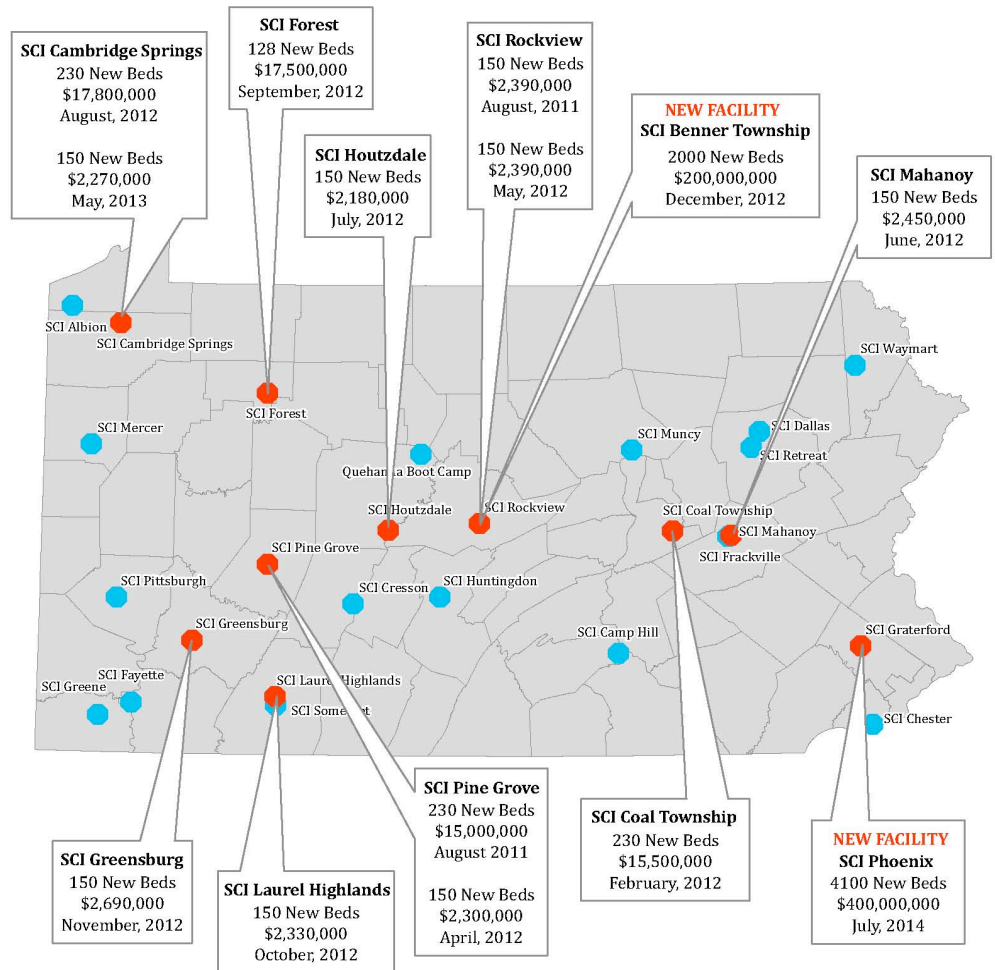 SCI Cambridge Springs
230 New Beds
$17,800,000
August, 2012
150 New Beds
$2,270,000
May, 2013
SCI Forest
128 New Beds
$17,500,000
September, 2012
SCI Houtzdale
150 New Beds
$2,180,000
July, 2012
SCI Rockview
150 New Beds
$2,390,000
August, 2011
150 New Beds
$2,390,000
May, 2012
NEW FACILITY
SCI Benner Township
2000 New Beds
$200,000,000
December, 2012
SCI Mahanoy
150 New Beds
$2,450,000
June, 2012
SCI Albion
SCI Cambridge Springs
SCI Waymart
SCI Forest
SCI Mercer
SCI Dallas
SCI Muncy
SCI Retreat
Quehanna Boot Camp
SCI Houtzdale
SCI Rockview
SCI Coal Township
SCI Mahanoy
SCI Frackville
SCI Pine Grove
SCI Pittsburgh
SCI Cresson
SCI Huntingdon
SCI Greensburg
SCI Camp Hill
SCI Graterford
SCI Fayette
SCI Greene
SCI Laurel Highlands
SCI Somerset
SCI Chester
SCI Greensburg
150 New Beds
$2,690,000
November, 2012
SCI Laurel Highlands
150 New Beds
$2,330,000
October, 2012
SCI Pine Grove
230 New Beds
$15,000,000
August 2011
150 New Beds
$2,300,000
April, 2012
SCI Coal Township
230 New Beds
$15,500,000
February, 2012
NEW FACILITY
SCI Phoenix
4100 New Beds
$400,000,000
July, 2014